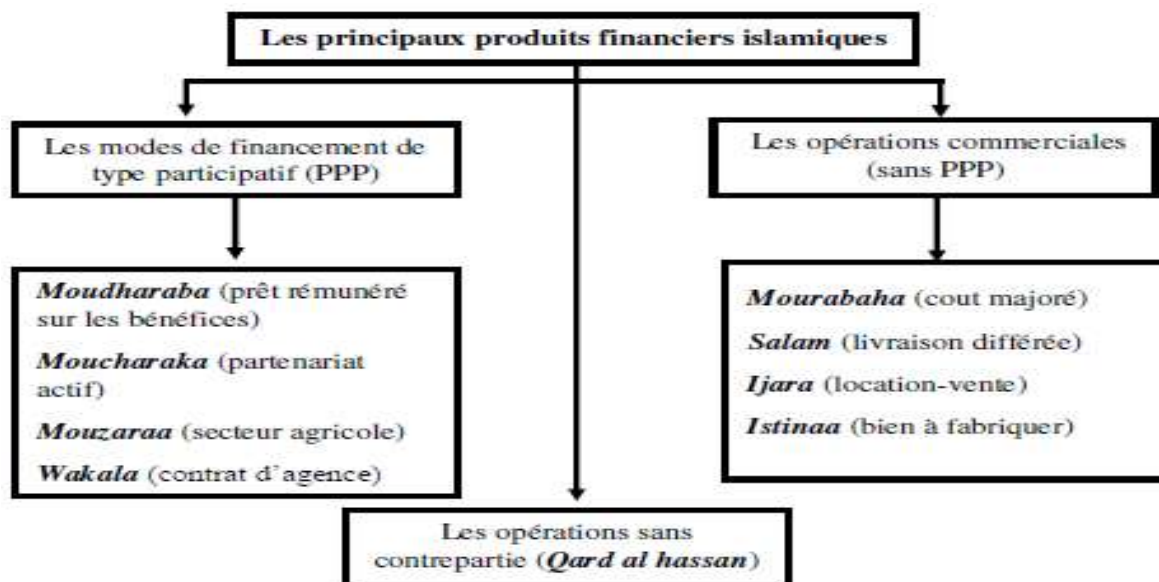 Les principaux produits financiers islamiques
Les modes de financement de
type participatif (PPP)
Les opérations commerciales
(sans PPP)
Moudharaba (prêt rémunéré
sur les bénéfices)
Moucharaka (partenariat
actif)
Mouzaraa (secteur agricole)
Wakala (contrat d'agence)
Mourabaha (cout majoré)
Salam (livraison différée)
Ijara (location-vente)
Istinaa (bien à fabriquer)
Les opérations sans
contrepartie (Qard al hassan)